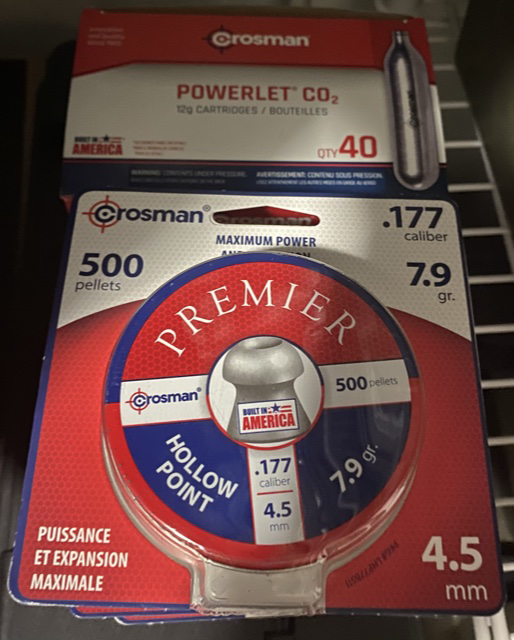 Crosman®
POWERLET® CO2
12g CARTRIDGES / BOUTEILLES
BUILT IN
AMERICA
QTY 40
WARNING: CONTENTS UNDER PRESSURE.
AVERTISSEMENT: CONTENU SOUS PRESSION.
Crosman®
.177
caliber
MAXIMUM POWER
500
pellets
7.9
gr.
PREMIER
Crosman®
500 pellets
BUILT IN
AMERICA
HOLLOW
POINT
.177
caliber
4.5
mm
7.9 gr.
PUISSANCE
ET EXPANSION
MAXIMALE
4.5
mm